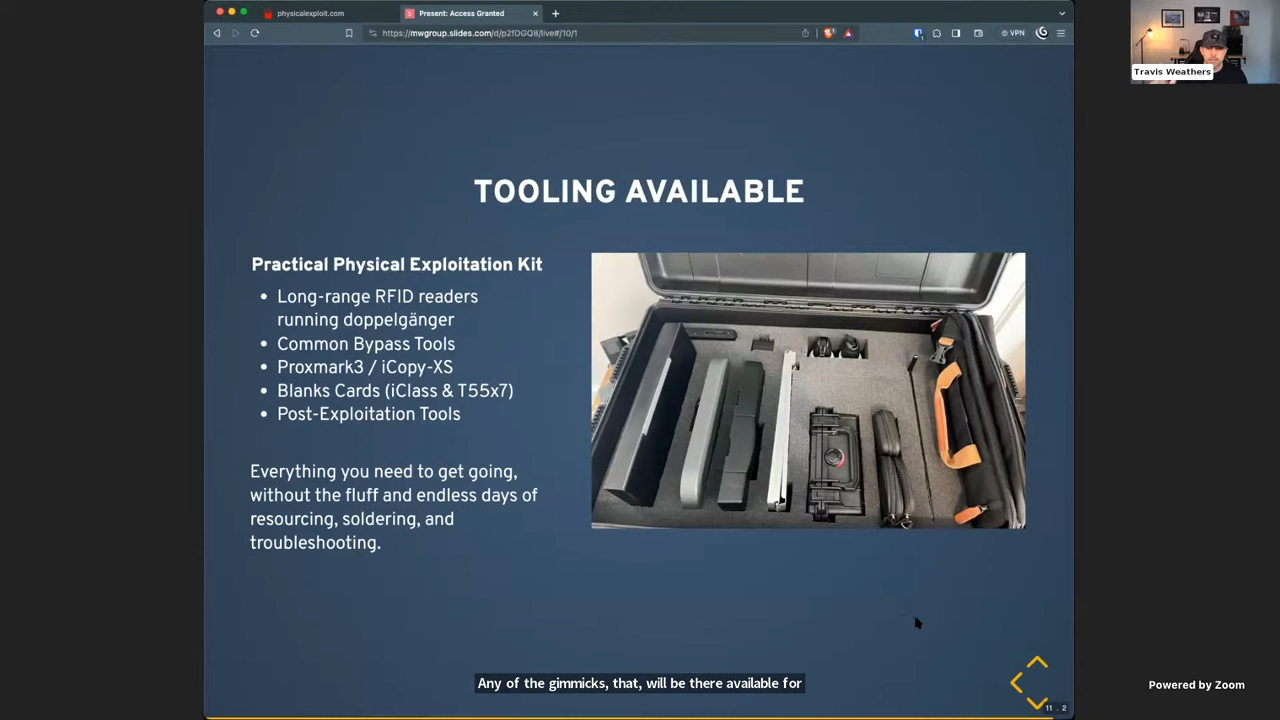 physicalexploit.com
Present: Access Granted
https://mwgroup.slides.com/d/p2fDGQ8/live#/10/1
VPN
Travis Weathers
TOOLING AVAILABLE
Practical Physical Exploitation Kit
• Long-range RFID readers
running doppelgänger
• Common Bypass Tools
• Proxmark3 / iCopy-XS
• Blanks Cards (iClass & T55x7)
• Post-Exploitation Tools
Everything you need to get going,
without the fluff and endless days of
resourcing, soldering, and
troubleshooting.
Any of the gimmicks, that, will be there available for
Powered by Zoom
11 . 2